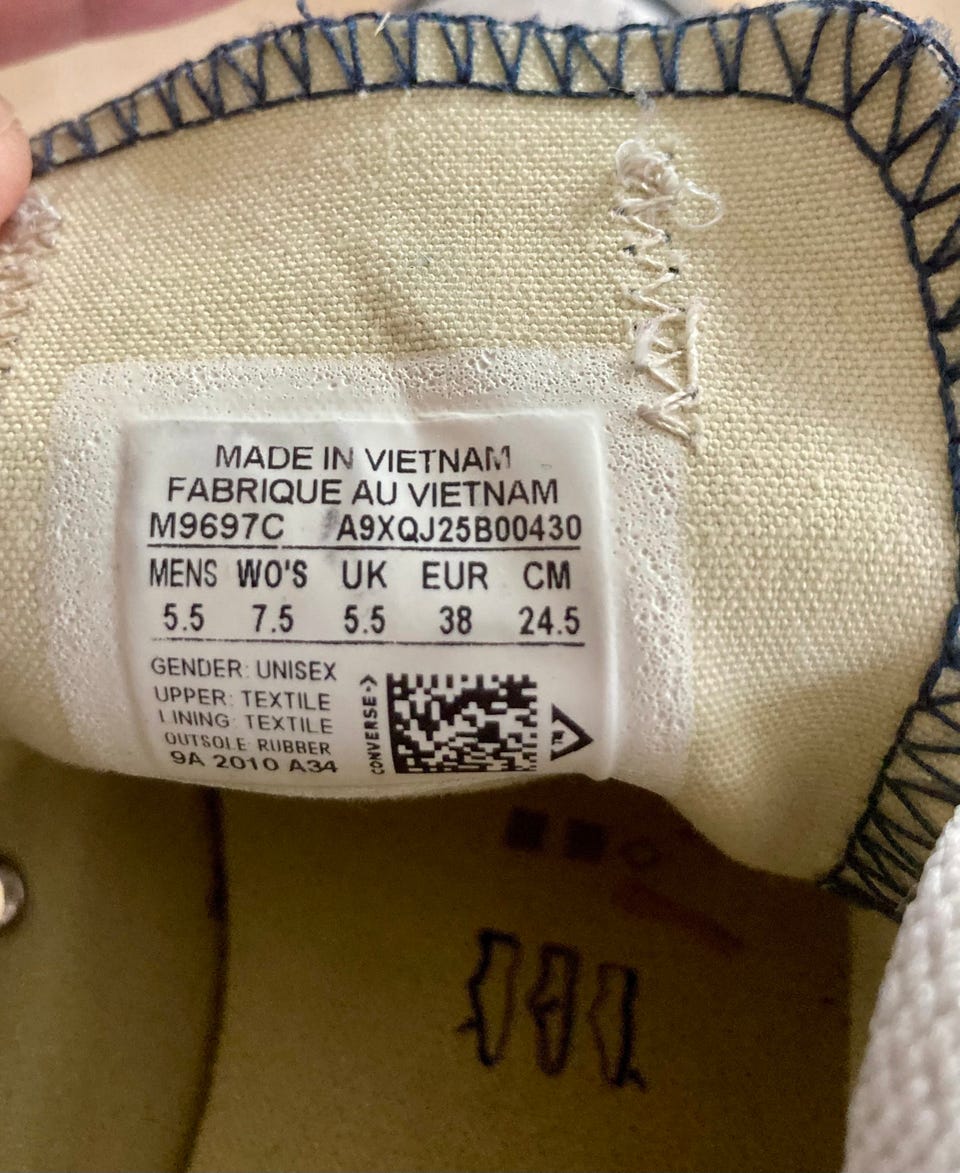 MADE IN VIETNAM
FABRIQUE AU VIETNAM
M9697C A9XQJ25B00430
MENS WO'S UK EUR CM
5.5 7.5 5.5 38 24.5
GENDER: UNISEX
UPPER: TEXTILE
LINING: TEXTILE
OUTSOLE RUBBER
9A 2010 A34
CONVERSE